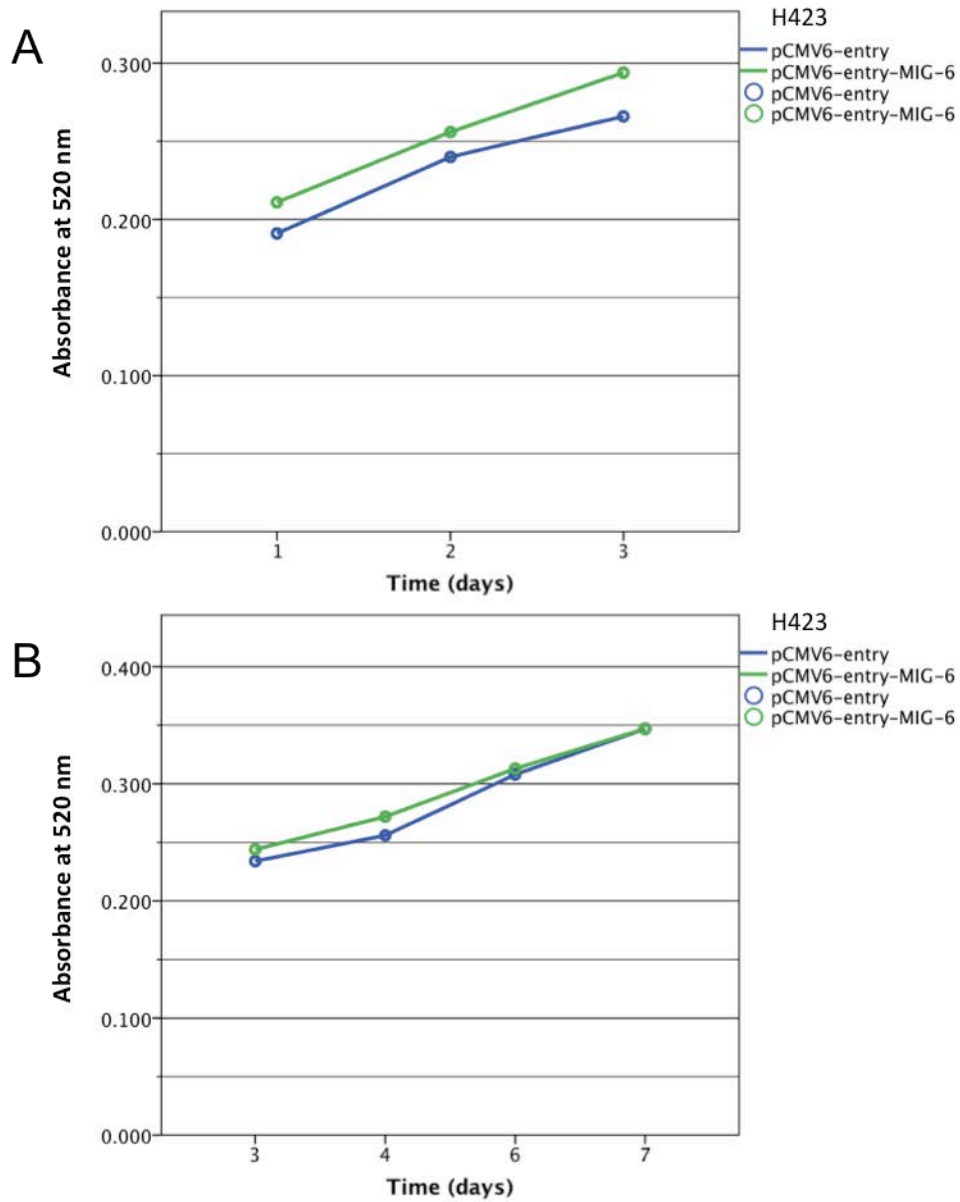 A
H423
pCMV6-entry
pCMV6-entry-MIG-6
pCMV6-entry
pCMV6-entry-MIG-6
Absorbance at 520 nm
0.300
0.200
0.100
0.000
1 2 3
Time (days)
B
H423
pCMV6-entry
pCMV6-entry-MIG-6
pCMV6-entry
pCMV6-entry-MIG-6
Absorbance at 520 nm
0.400
0.300
0.200
0.100
0.000
3 4 6 7
Time (days)